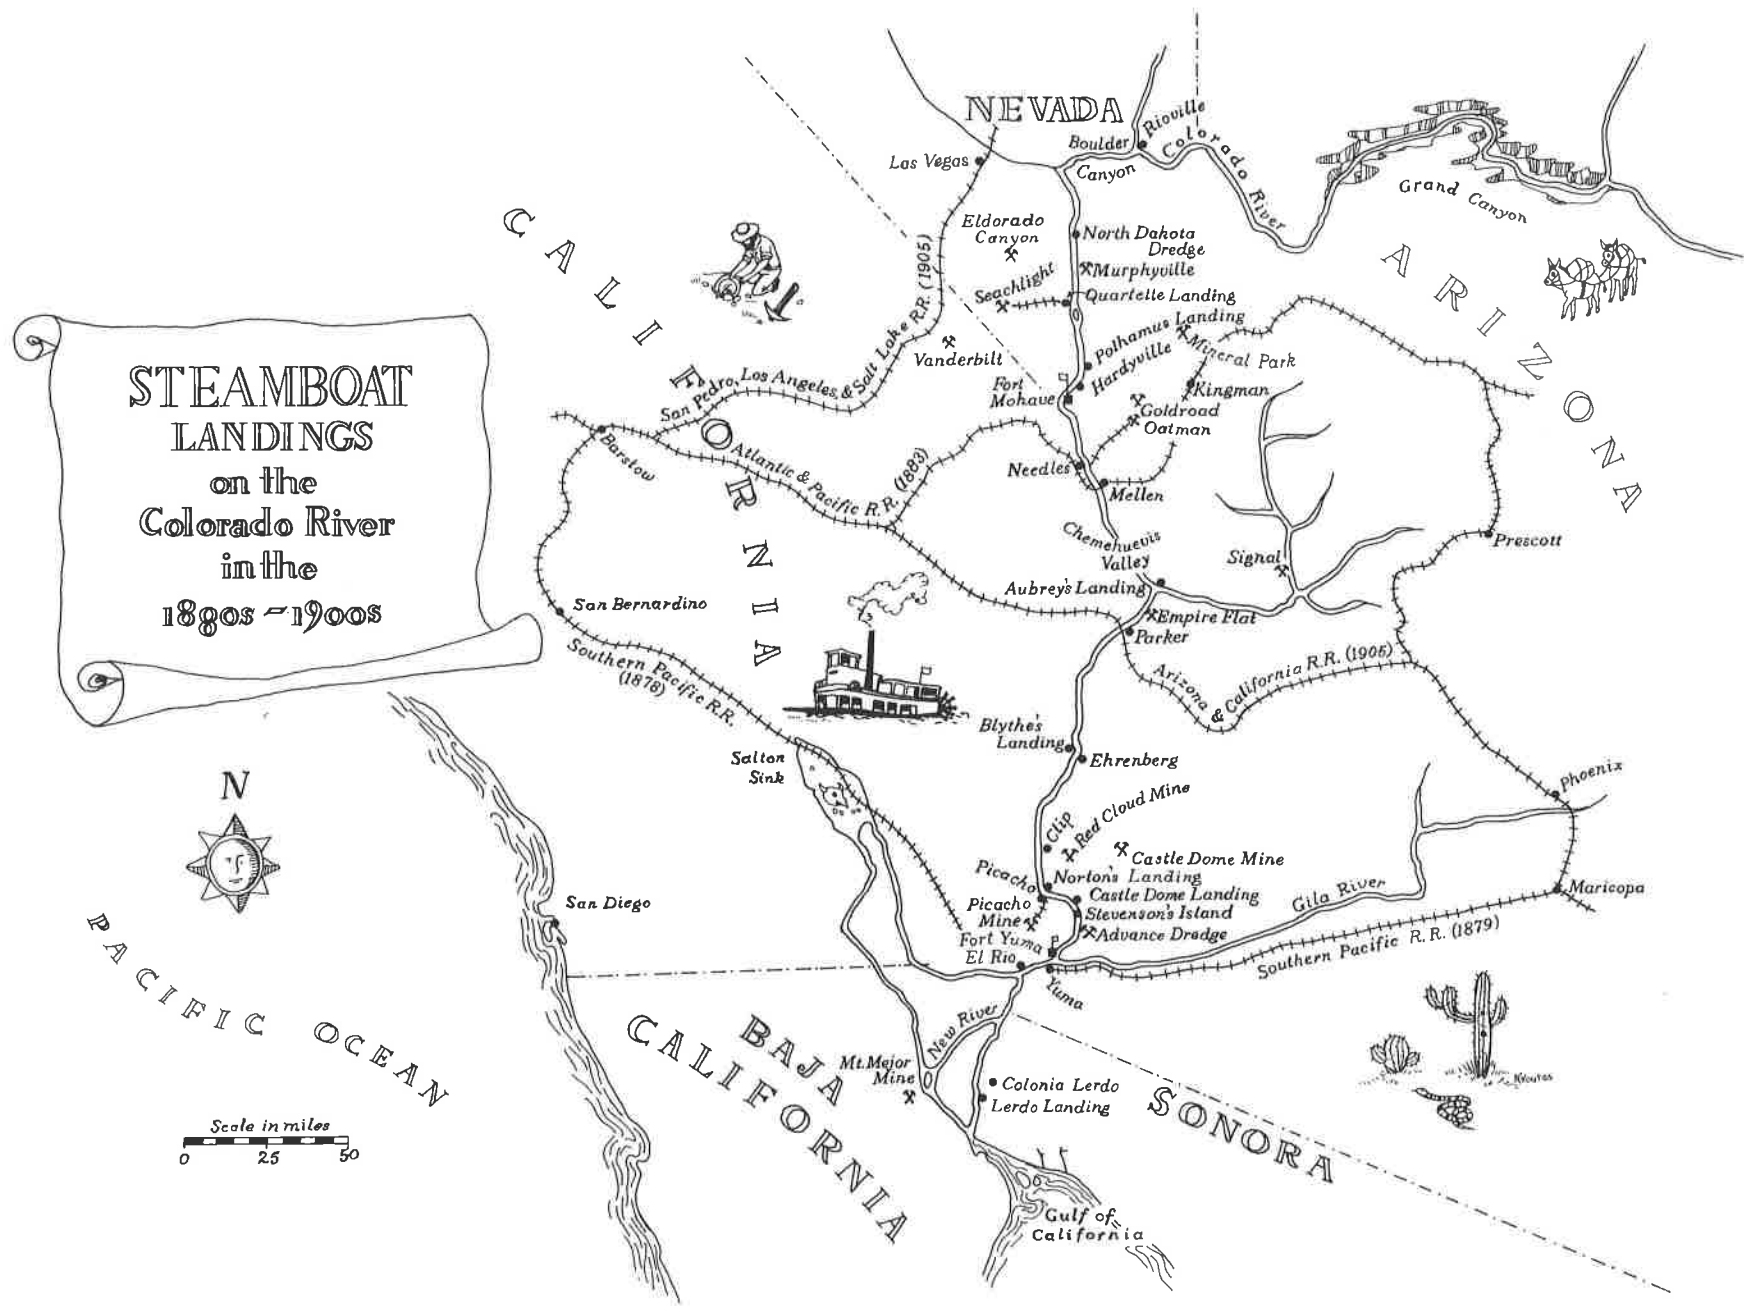 STEAMBOAT
LANDINGS
on the
Colorado River
in the
1880s – 1900s
NEVADA
Rioville
Boulder
Canyon
Colorado River
Las Vegas
Grand Canyon
CALIFORNIA
ARIZONA
Eldorado
Canyon
North Dakota
Dredge
Murphyville
Seachlight
Quartelle Landing
San Pedro, Los Angeles, & Salt Lake R.R. (1905)
Vanderbilt
Polhamus Landing
Hardyville
Mineral Park
Fort
Mohave
Kingman
Goldroad
Oatman
Barstow
Atlantic & Pacific R.R. (1883)
Needles
Mellen
Chemehuevis
Valley
Prescott
Signal
Aubrey's Landing
San Bernardino
Empire Flat
Parker
Southern Pacific R.R.
(1878)
Arizona & California R.R. (1905)
Blythe's
Landing
Ehrenberg
Salton
Sink
Phoenix
Clip
Red Cloud Mine
Castle Dome Mine
Picacho
Norton's Landing
Castle Dome Landing
Picacho
Mine
Stevenson's Island
Advance Dredge
Gila River
Maricopa
Fort Yuma
El Rio
Yuma
Southern Pacific R.R. (1879)
N
San Diego
PACIFIC OCEAN
BAJA
CALIFORNIA
New River
Mt. Mejor
Mine
Colonia Lerdo
Lerdo Landing
SONORA
Gulf of
California
Scale in miles
0 25 50